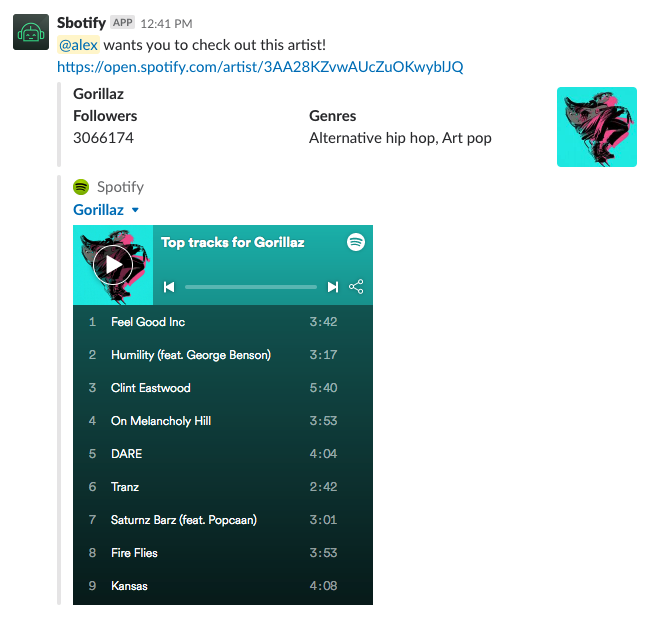 Sbotify APP 12:41 PM
@alex wants you to check out this artist!
https://open.spotify.com/artist/3AA28KZvwAUcZuOKwyblJQ
Gorillaz
Followers Genres
3066174 Alternative hip hop, Art pop
Spotify
Gorillaz
Top tracks for Gorillaz
1 Feel Good Inc 3:42
2 Humility (feat. George Benson) 3:17
3 Clint Eastwood 5:40
4 On Melancholy Hill 3:53
5 DARE 4:04
6 Tranz 2:42
7 Saturnz Barz (feat. Popcaan) 3:01
8 Fire Flies 3:53
9 Kansas 4:08